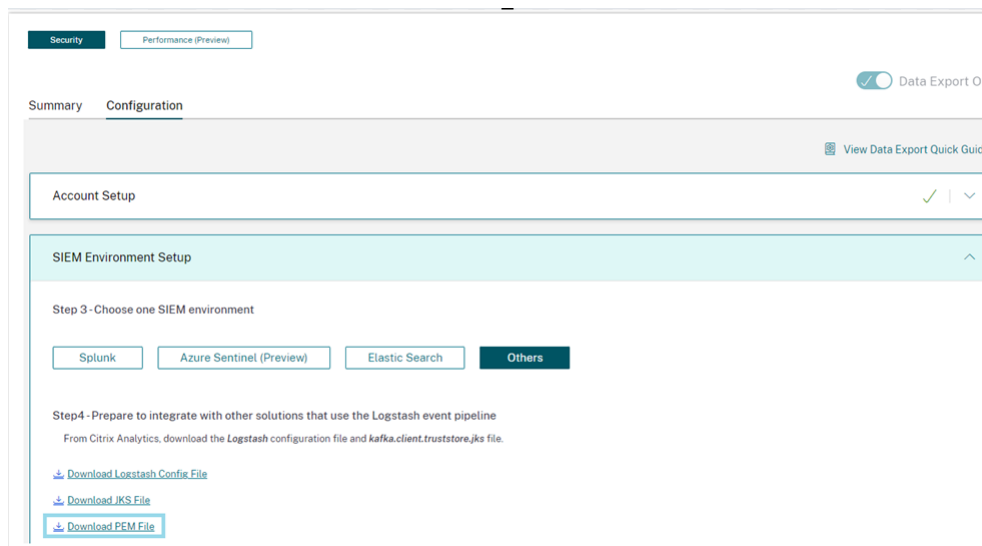 Security
Performance (Preview)
Data Export O
Summary
Configuration
View Data Export Quick Guid
Account Setup
SIEM Environment Setup
Step 3 - Choose one SIEM environment
Splunk
Azure Sentinel (Preview)
Elastic Search
Others
Step4 - Prepare to integrate with other solutions that use the Logstash event pipeline
From Citrix Analytics, download the Logstash configuration file and kafka.client.truststore.jks file.
Download Logstash Config File
Download JKS File
Download PEM File